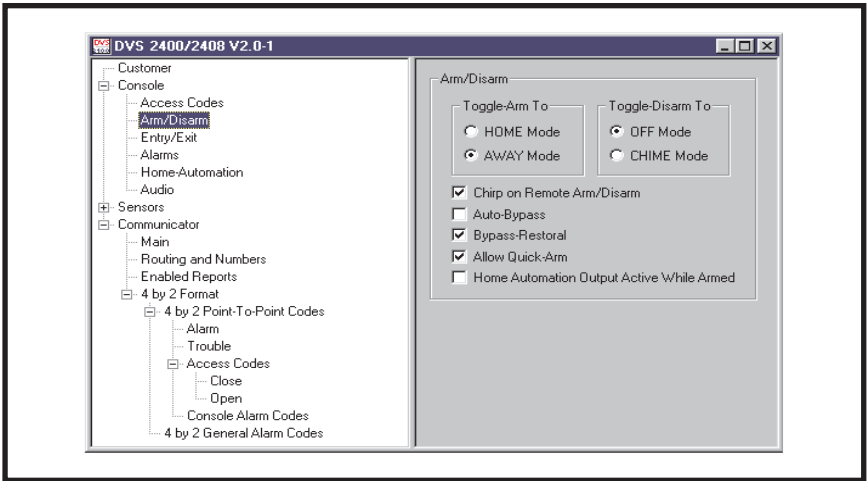 DVS 2400/2408 V2.0-1
Customer
Console
Access Codes
Arm/Disarm
Entry/Exit
Alarms
Home-Automation
Audio
Sensors
Communicator
Main
Routing and Numbers
Enabled Reports
4 by 2 Format
4 by 2 Point-To-Point Codes
Alarm
Trouble
Access Codes
Close
Open
Console Alarm Codes
4 by 2 General Alarm Codes
Arm/Disarm
Toggle-Arm To
HOME Mode
AWAY Mode
Toggle-Disarm To
OFF Mode
CHIME Mode
Chirp on Remote Arm/Disarm
Auto-Bypass
Bypass-Restoral
Allow Quick-Arm
Home Automation Output Active While Armed